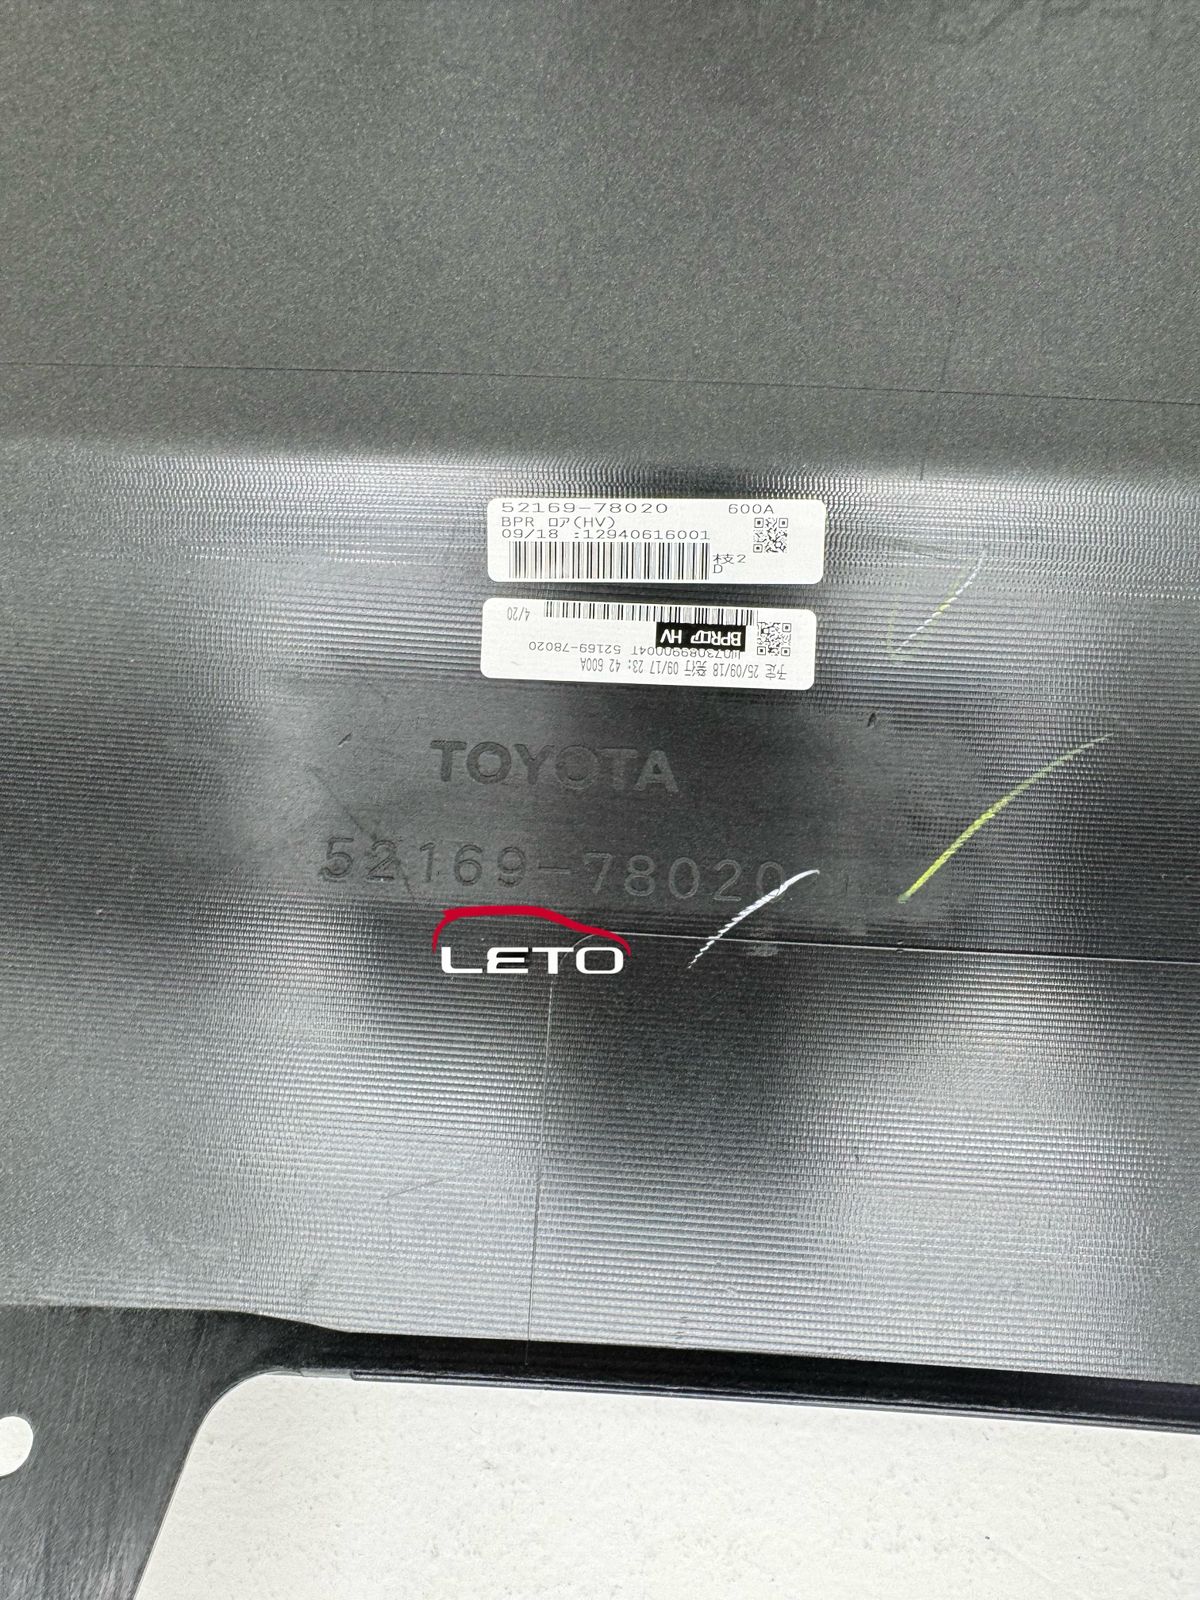 52169-78020 600A
BPR ロア(HV)
09/18 :12940616001
枝2
D
予定 25/09/18 発行 09/17 23:42 600A
W07308990004T 52169-78020
BPRロア HV
4/20
TOYOTA
52169-78020
LETO